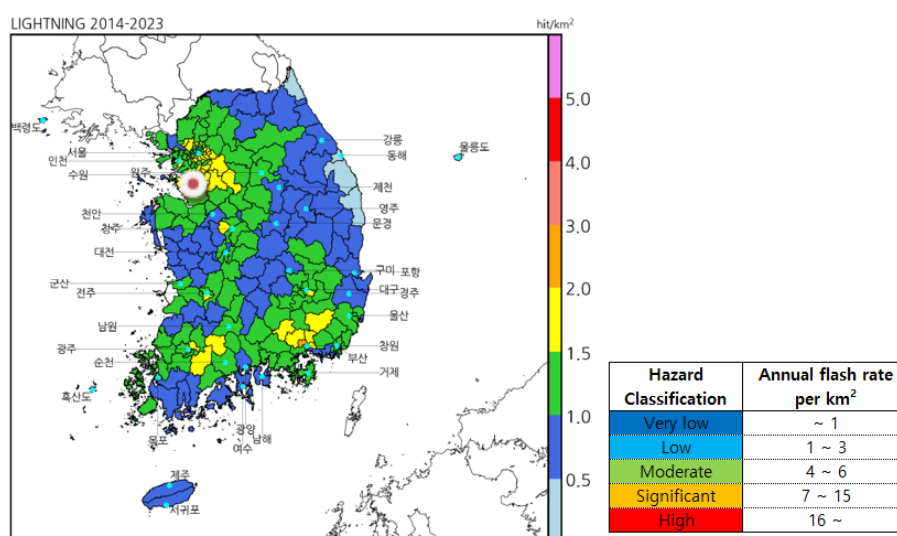 LIGHTNING 2014-2023
hit/km²
백령도
서울
인천
수원
원주
강릉
동해
울릉도
제천
천안
청주
영주
문경
대전
구미
포항
군산
전주
대구
경주
울산
남원
광주
순천
창원
부산
거제
흑산도
목포
광양
여수
남해
제주
서귀포
5.0
4.0
3.0
2.0
1.5
1.0
0.5
Hazard Classification
Annual flash rate per km²
Very low
~ 1
Low
1 ~ 3
Moderate
4 ~ 6
Significant
7 ~ 15
High
16 ~